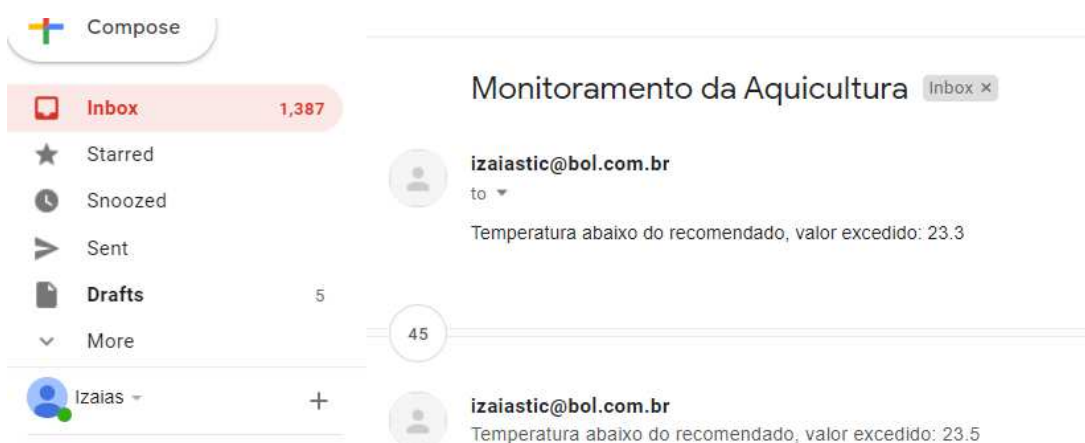 Compose
Inbox 1,387
Starred
Snoozed
Sent
Drafts 5
More
Izaias
Monitoramento da Aquicultura Inbox ×
izaiastic@bol.com.br
to
Temperatura abaixo do recomendado, valor excedido: 23.3
45
izaiastic@bol.com.br
Temperatura abaixo do recomendado, valor excedido: 23.5